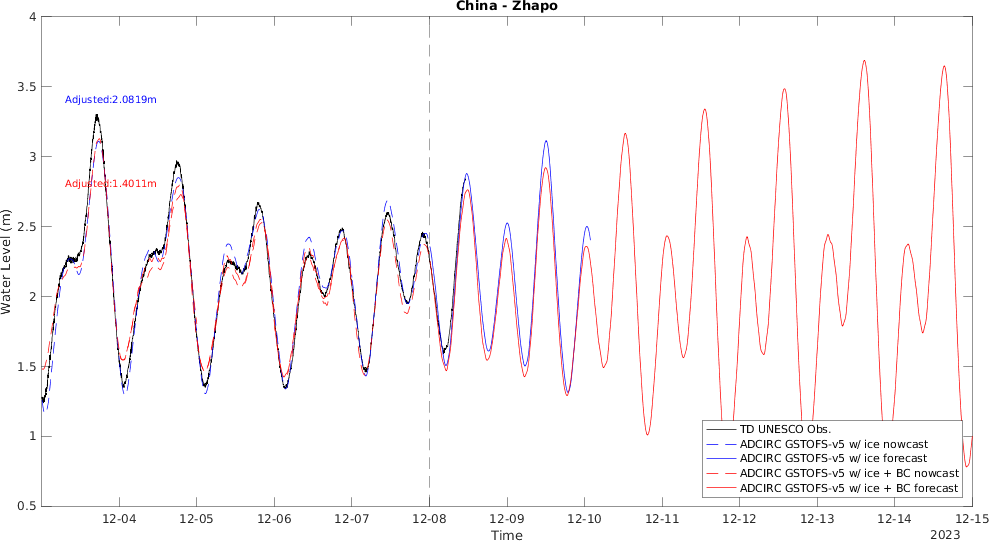 China - Zhapo
Water Level (m)
4
3.5
3
2.5
2
1.5
1
0.5
Adjusted:2.0819m
Adjusted:1.4011m
TD UNESCO Obs.
ADCIRC GSTOFS-v5 w/ ice nowcast
ADCIRC GSTOFS-v5 w/ ice forecast
ADCIRC GSTOFS-v5 w/ ice + BC nowcast
ADCIRC GSTOFS-v5 w/ ice + BC forecast
12-04 12-05 12-06 12-07 12-08 12-09 12-10 12-11 12-12 12-13 12-14 12-15
Time
2023